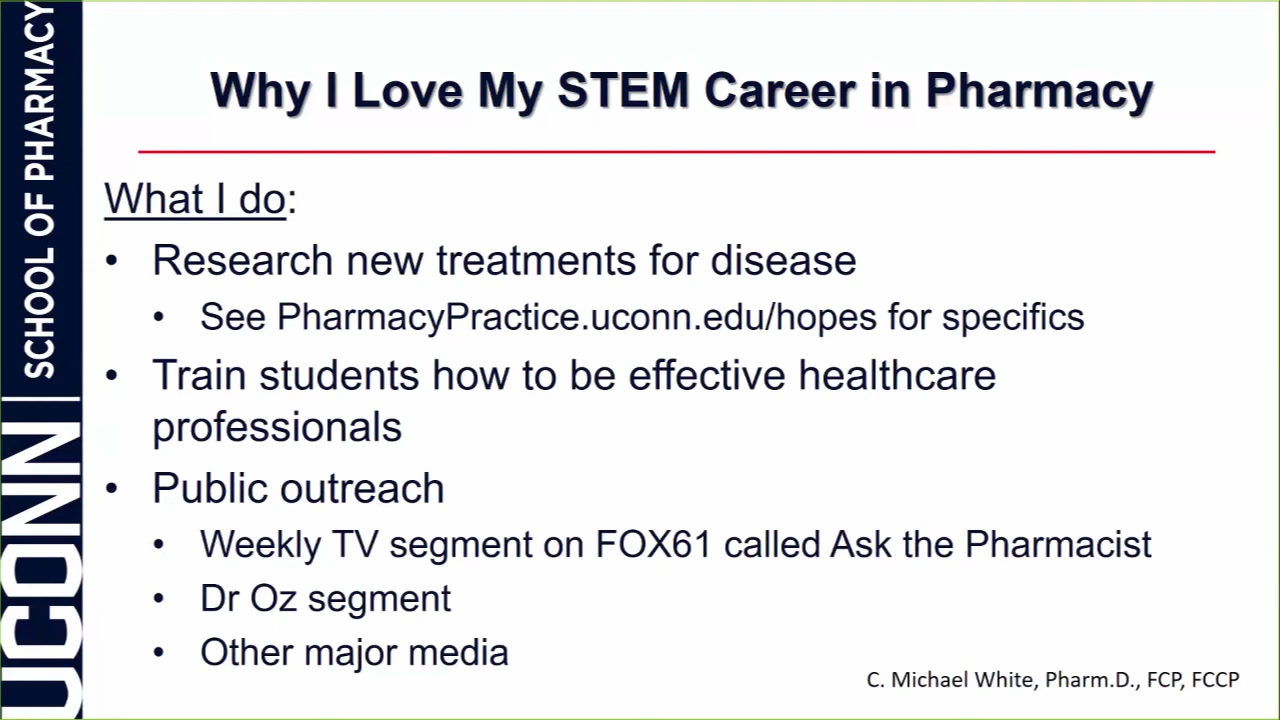 Why I Love My STEM Career in Pharmacy
What I do:
• Research new treatments for disease
• See PharmacyPractice.uconn.edu/hopes for specifics
• Train students how to be effective healthcare
professionals
• Public outreach
• Weekly TV segment on FOX61 called Ask the Pharmacist
• Dr Oz segment
• Other major media
C. Michael White, Pharm.D., FCP, FCCP
UCONN | SCHOOL OF PHARMACY